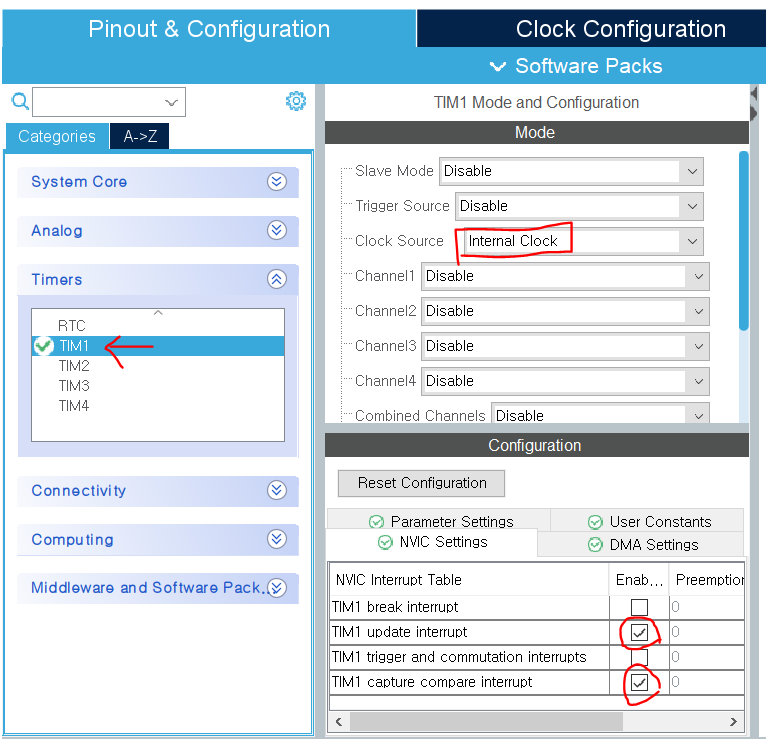 Pinout & Configuration
Clock Configuration
Software Packs
Categories
A->Z
System Core
Analog
Timers
RTC
TIM1
TIM2
TIM3
TIM4
Connectivity
Computing
Middleware and Software Pack...
TIM1 Mode and Configuration
Mode
Slave Mode Disable
Trigger Source Disable
Clock Source Internal Clock
Channel1 Disable
Channel2 Disable
Channel3 Disable
Channel4 Disable
Combined Channels Disable
Configuration
Reset Configuration
Parameter Settings
User Constants
NVIC Settings
DMA Settings
NVIC Interrupt Table Enab... Preemption
TIM1 break interrupt 0
TIM1 update interrupt 0
TIM1 trigger and commutation interrupts 0
TIM1 capture compare interrupt 0